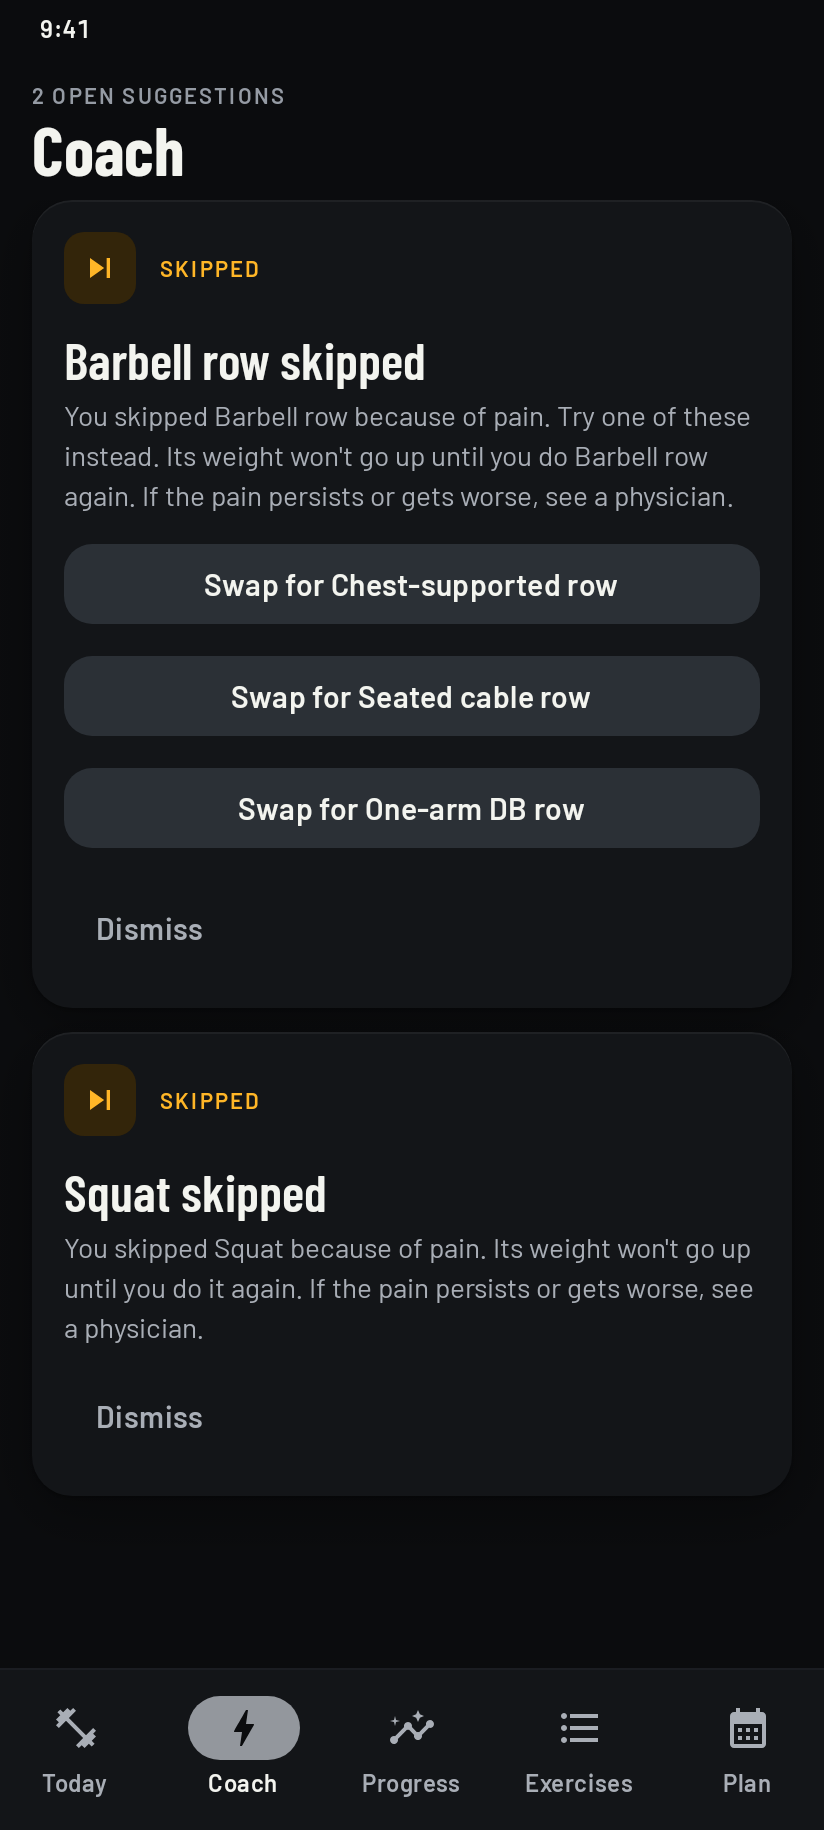 9:41
2 OPEN SUGGESTIONS
Coach
SKIPPED
Barbell row skipped
You skipped Barbell row because of pain. Try one of these
instead. Its weight won't go up until you do Barbell row
again. If the pain persists or gets worse, see a physician.
Swap for Chest-supported row
Swap for Seated cable row
Swap for One-arm DB row
Dismiss
SKIPPED
Squat skipped
You skipped Squat because of pain. Its weight won't go up
until you do it again. If the pain persists or gets worse, see
a physician.
Dismiss
Today
Coach
Progress
Exercises
Plan